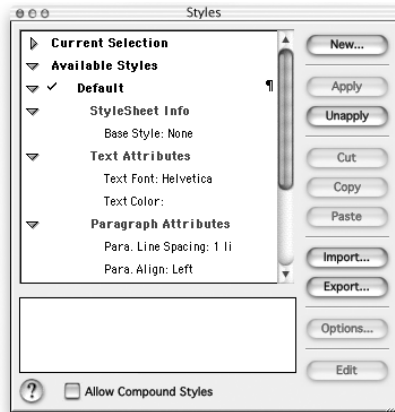 Styles
Current Selection
Available Styles
✓ Default ¶
StyleSheet Info
Base Style: None
Text Attributes
Text Font: Helvetica
Text Color:
Paragraph Attributes
Para. Line Spacing: 1 li
Para. Align: Left
New...
Apply
Unapply
Cut
Copy
Paste
Import...
Export...
Options...
Edit
? Allow Compound Styles